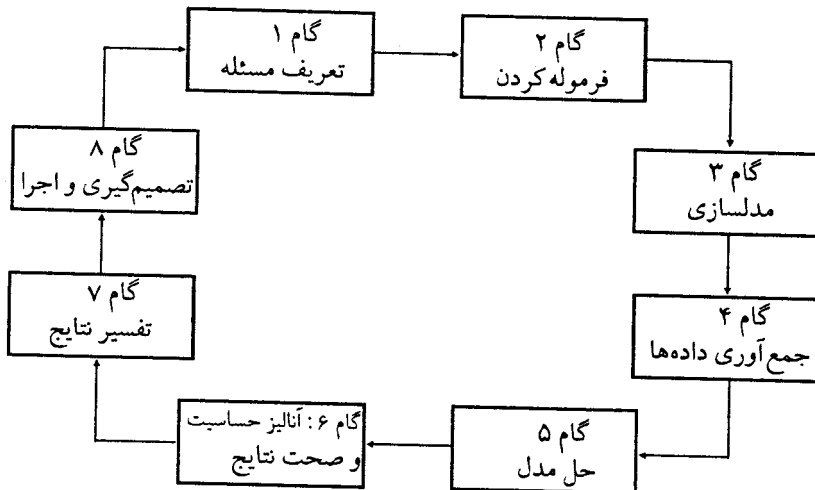 گام ۱
تعریف مسئله
گام ۲
فرموله کردن
گام ۳
مدلسازی
گام ۴
جمع‌آوری داده‌ها
گام ۵
حل مدل
گام ۶: آنالیز حساسیت
و صحت نتایج
گام ۷
تفسیر نتایج
گام ۸
تصمیم‌گیری و اجرا